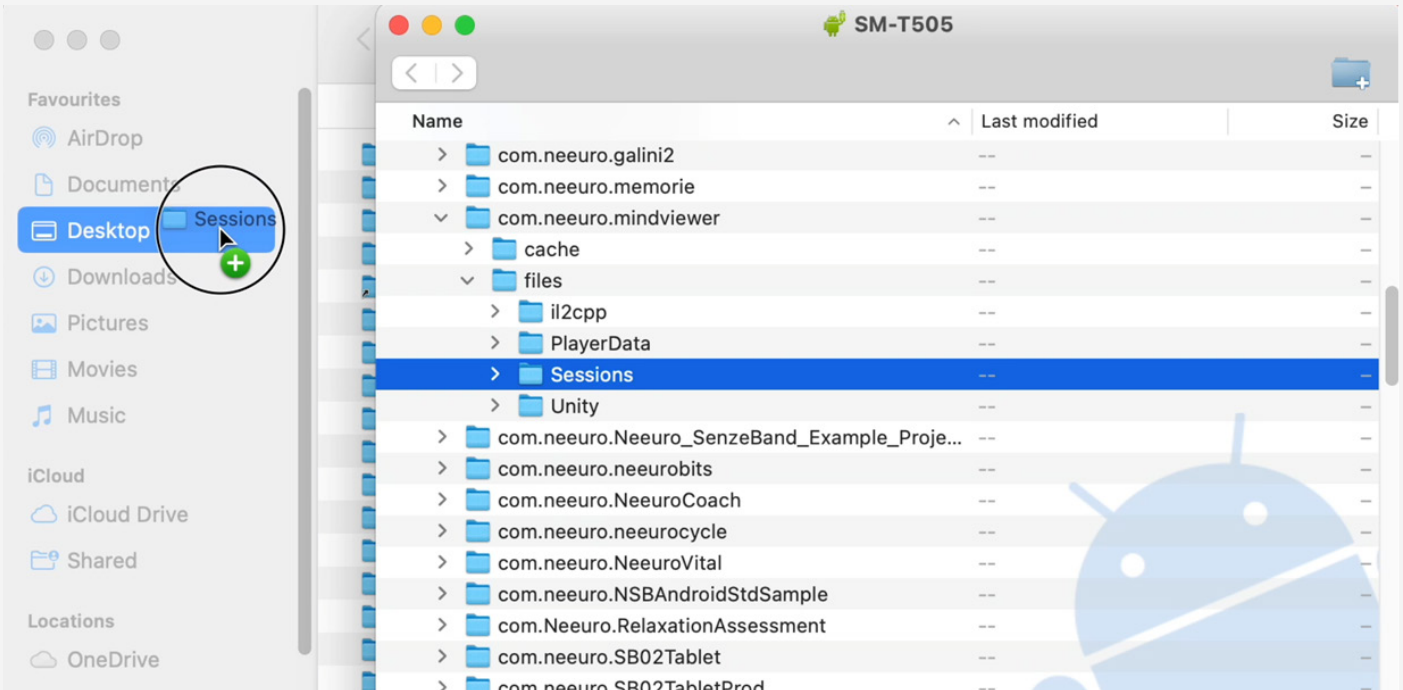 Favourites
AirDrop
Documents
Desktop
Sessions
Downloads
Pictures
Movies
Music
iCloud
iCloud Drive
Shared
Locations
OneDrive
SM-T505
Name Last modified Size
com.neeuro.galini2 -- --
com.neeuro.memorie -- --
com.neeuro.mindviewer -- --
cache -- --
files -- --
il2cpp -- --
PlayerData -- --
Sessions -- --
Unity -- --
com.neeuro.Neeuro_SenzeBand_Example_Proje... -- --
com.neeuro.neeurobits -- --
com.neeuro.NeeuroCoach -- --
com.neeuro.neeurocycle -- --
com.neeuro.NeeuroVital -- --
com.neeuro.NSBAndroidStdSample -- --
com.Neeuro.RelaxationAssessment -- --
com.neeuro.SB02Tablet -- --
com.neeuro.SB02TabletProd